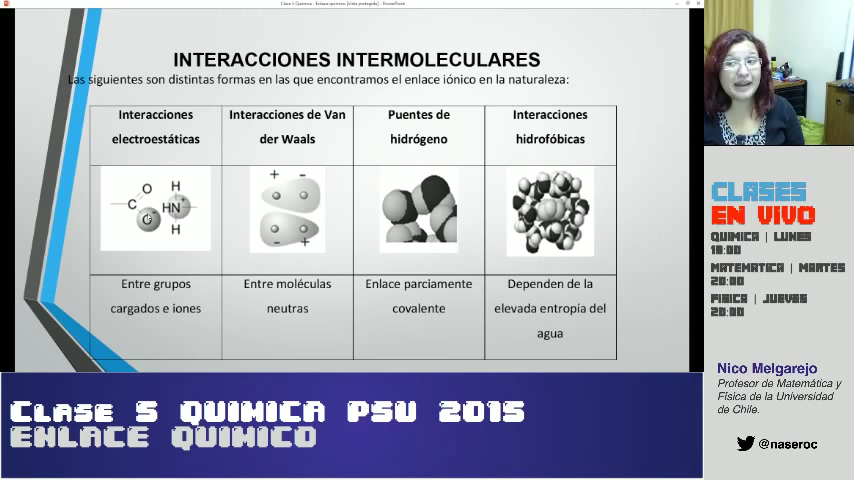 Clase 5 Química - Enlace químico [Vista protegida] - PowerPoint
INTERACCIONES INTERMOLECULARES
Las siguientes son distintas formas en las que encontramos el enlace iónico en la naturaleza:
Interacciones
electroestáticas
Interacciones de Van
der Waals
Puentes de
hidrógeno
Interacciones
hidrofóbicas
O
C
H
HN
+
H
+ -
- +
Entre grupos
cargados e iones
Entre moléculas
neutras
Enlace parciamente
covalente
Dependen de la
elevada entropía del
agua
CLASES
EN VIVO
QUIMICA | LUNES
18:00
MATEMATICA | MARTES
20:00
FISICA | JUEVES
20:00
Nico Melgarejo
Profesor de Matemática y
Física de la Universidad
de Chile.
@naseroc
Clase 5 QUIMICA PSU 2015
ENLACE QUIMICO